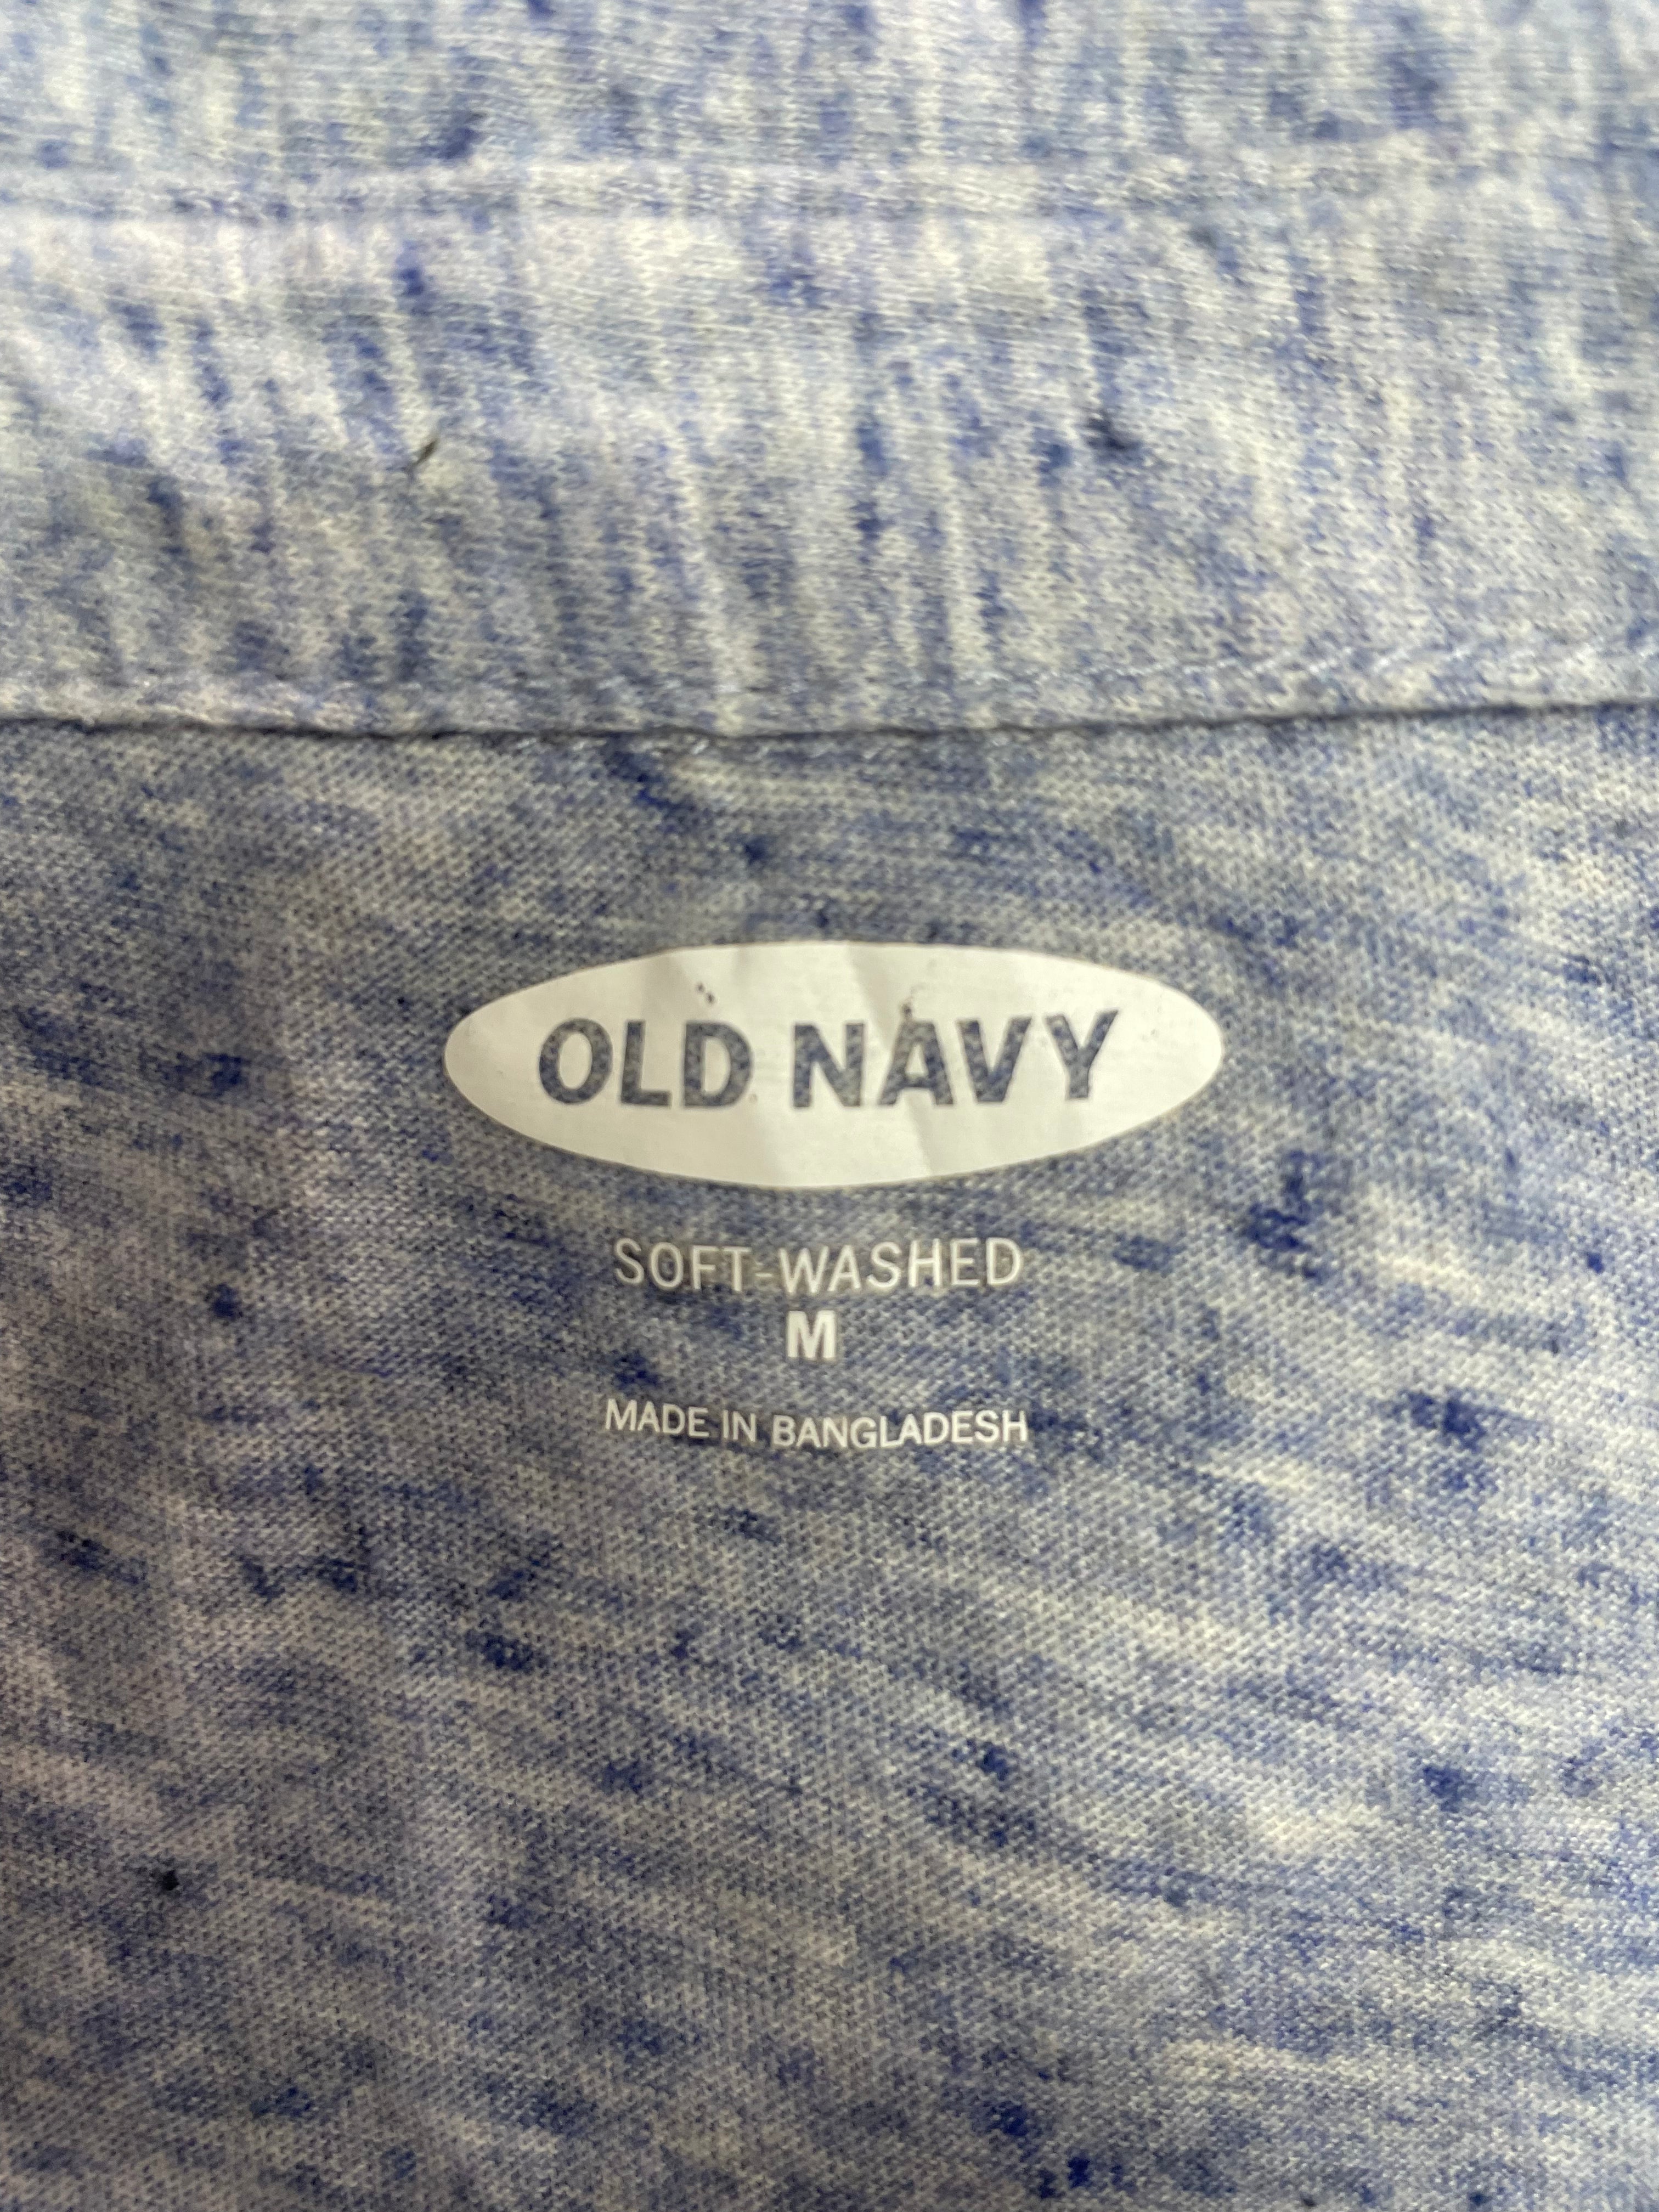 OLD NAVY
SOFT-WASHED
M
MADE IN BANGLADESH